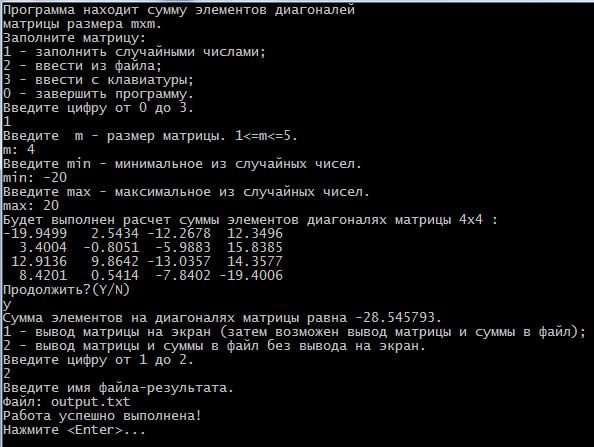 Программа находит сумму элементов диагоналей
матрицы размера mxm.
Заполните матрицу:
1 - заполнить случайными числами;
2 - ввести из файла;
3 - ввести с клавиатуры;
0 - завершить программу.
Введите цифру от 0 до 3.
1
Введите  m - размер матрицы. 1<=m<=5.
m: 4
Введите min - минимальное из случайных чисел.
min: -20
Введите max - максимальное из случайных чисел.
max: 20
Будет выполнен расчет суммы элементов диагоналях матрицы 4x4 :
-19.9499   2.5434 -12.2678  12.3496
  3.4004  -0.8051  -5.9883  15.8385
 12.9136   9.8642 -13.0357  14.3577
  8.4201   0.5414  -7.8402 -19.4006
Продолжить?(Y/N)
y
Сумма элементов на диагоналях матрицы равна -28.545793.
1 - вывод матрицы на экран (затем возможен вывод матрицы и суммы в файл);
2 - вывод матрицы и суммы в файл без вывода на экран.
Введите цифру от 1 до 2.
2
Введите имя файла-результата.
Файл: output.txt
Работа успешно выполнена!
Нажмите <Enter>...